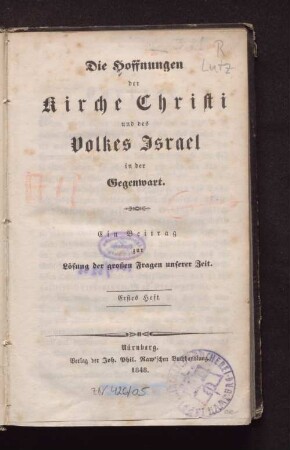 R
Lutz
Die Hoffnungen
der
Kirche Christi
und des
Volkes Israel
in der
Gegenwart.
Ein Beitrag
zur
Lösung der großen Fragen unserer Zeit.
Erstes Heft
Nürnberg.
Verlag der Joh. Phil. Raw'schen Buchhandlung.
1848.